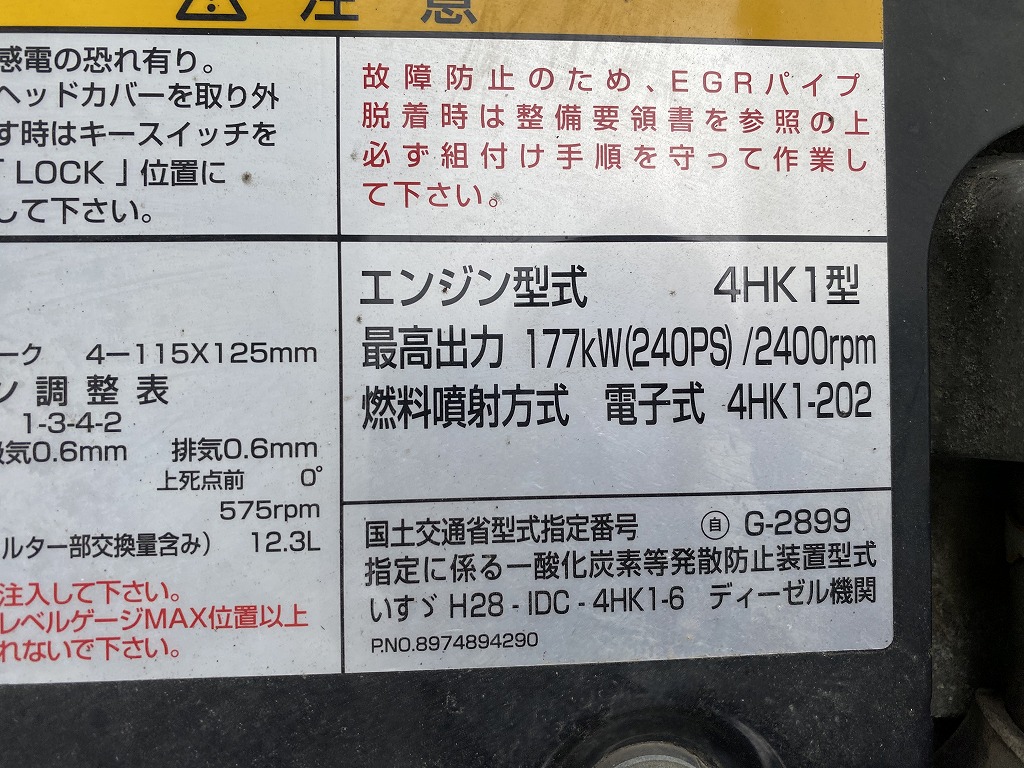 注意
感電の恐れ有り。
ヘッドカバーを取り外
す時はキースイッチを
「LOCK」位置に
して下さい。
故障防止のため、EGRパイプ
脱着時は整備要領書を参照の上
必ず組付け手順を守って作業し
て下さい。
ーク 4－115X125mm
ン調整表
1-3-4-2
吸気0.6mm 排気0.6mm
上死点前 0°
575rpm
ルター部交換量含み） 12.3L
注入して下さい。
レベルゲージMAX位置以上
れないで下さい。
エンジン型式 4HK1型
最高出力 177kW(240PS)/2400rpm
燃料噴射方式 電子式 4HK1-202
国土交通省型式指定番号 ㉂ G-2899
指定に係る一酸化炭素等発散防止装置型式
いすゞ H28 - IDC - 4HK1-6 ディーゼル機関
P.NO.8974894290